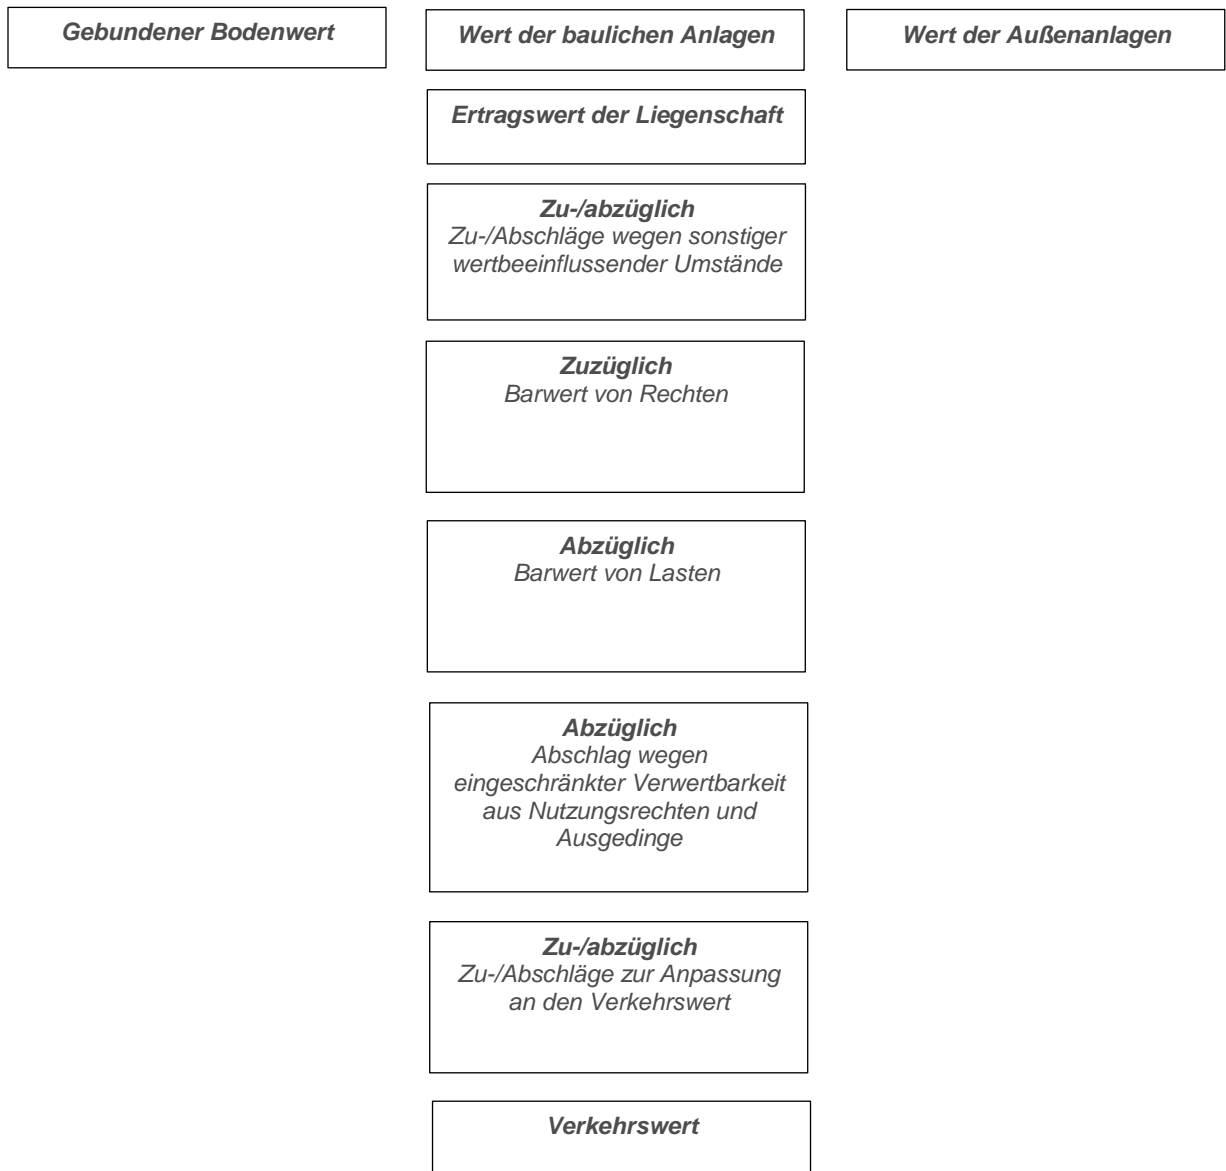 Gebundener Bodenwert
Wert der baulichen Anlagen
Wert der Außenanlagen
Ertragswert der Liegenschaft
Zu-/abzüglich
Zu-/Abschläge wegen sonstiger
wertbeeinflussender Umstände
Zuzüglich
Barwert von Rechten
Abzüglich
Barwert von Lasten
Abzüglich
Abschlag wegen
eingeschränkter Verwertbarkeit
aus Nutzungsrechten und
Ausgedinge
Zu-/abzüglich
Zu-/Abschläge zur Anpassung
an den Verkehrswert
Verkehrswert